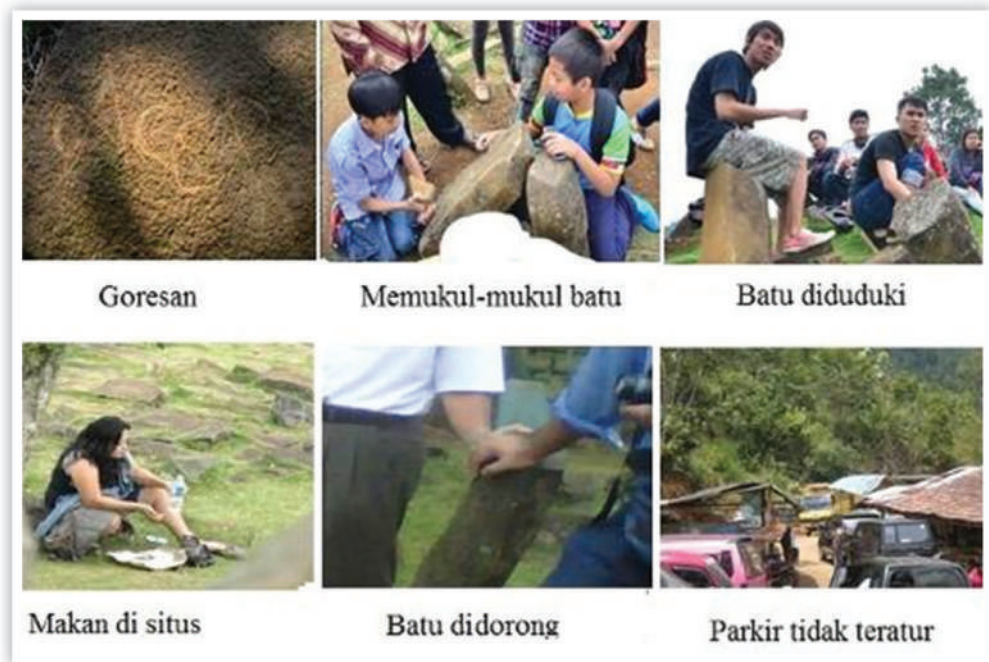 Goresan
Memukul-mukul batu
Batu diduduki
Makan di situs
Batu didorong
Parkir tidak teratur